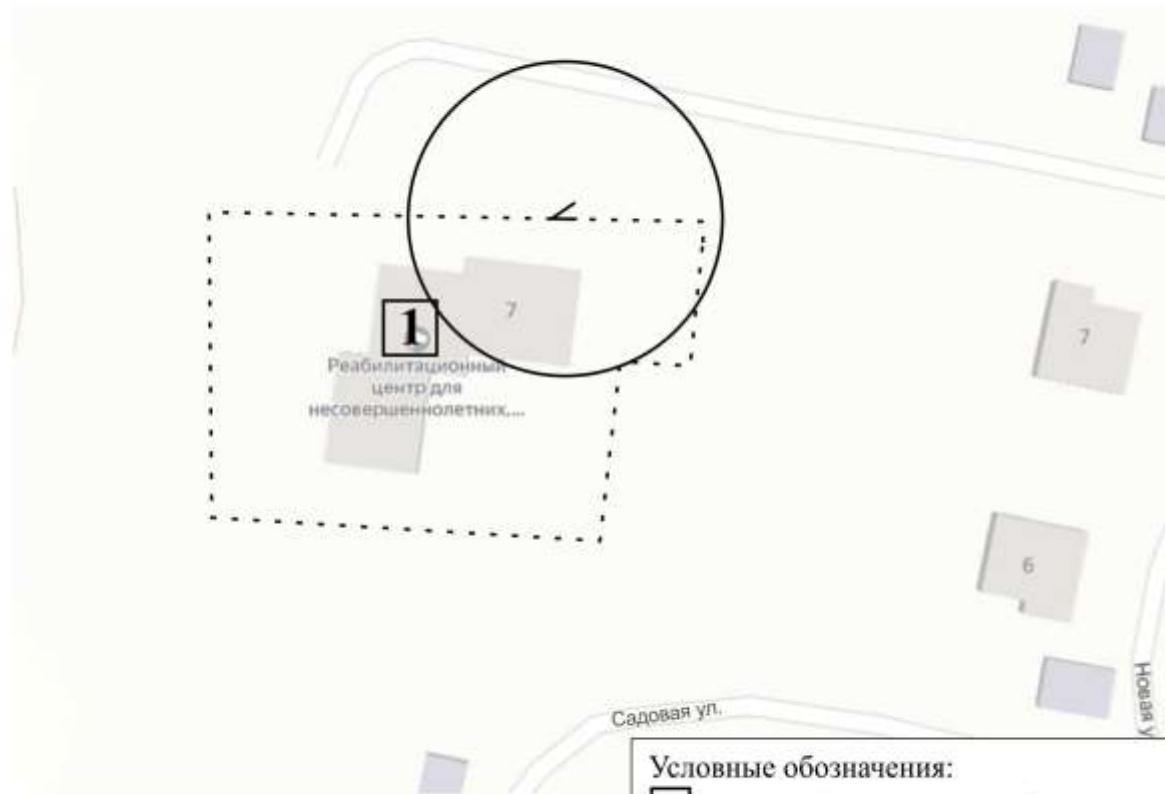 7
1
Реабилитационный
центр для
несовершеннолетних,...
7
6
Новая у
Садовая ул.
Условные обозначения: